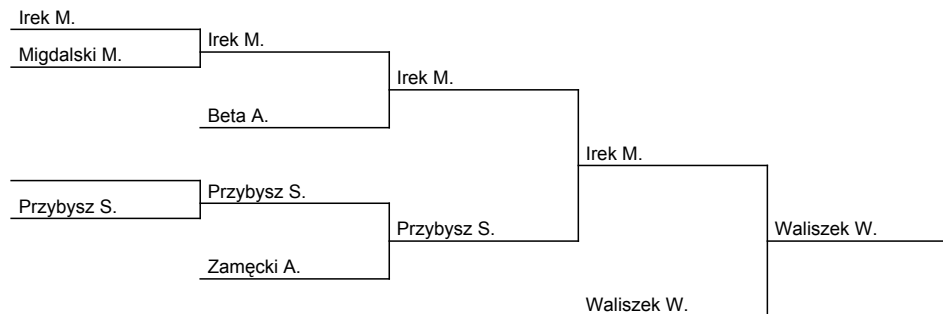 Irek M.
Irek M.
Migdalski M.
Irek M.
Beta A.
Irek M.
Przybysz S.
Przybysz S.
Przybysz S.
Waliszek W.
Zamęcki A.
Waliszek W.